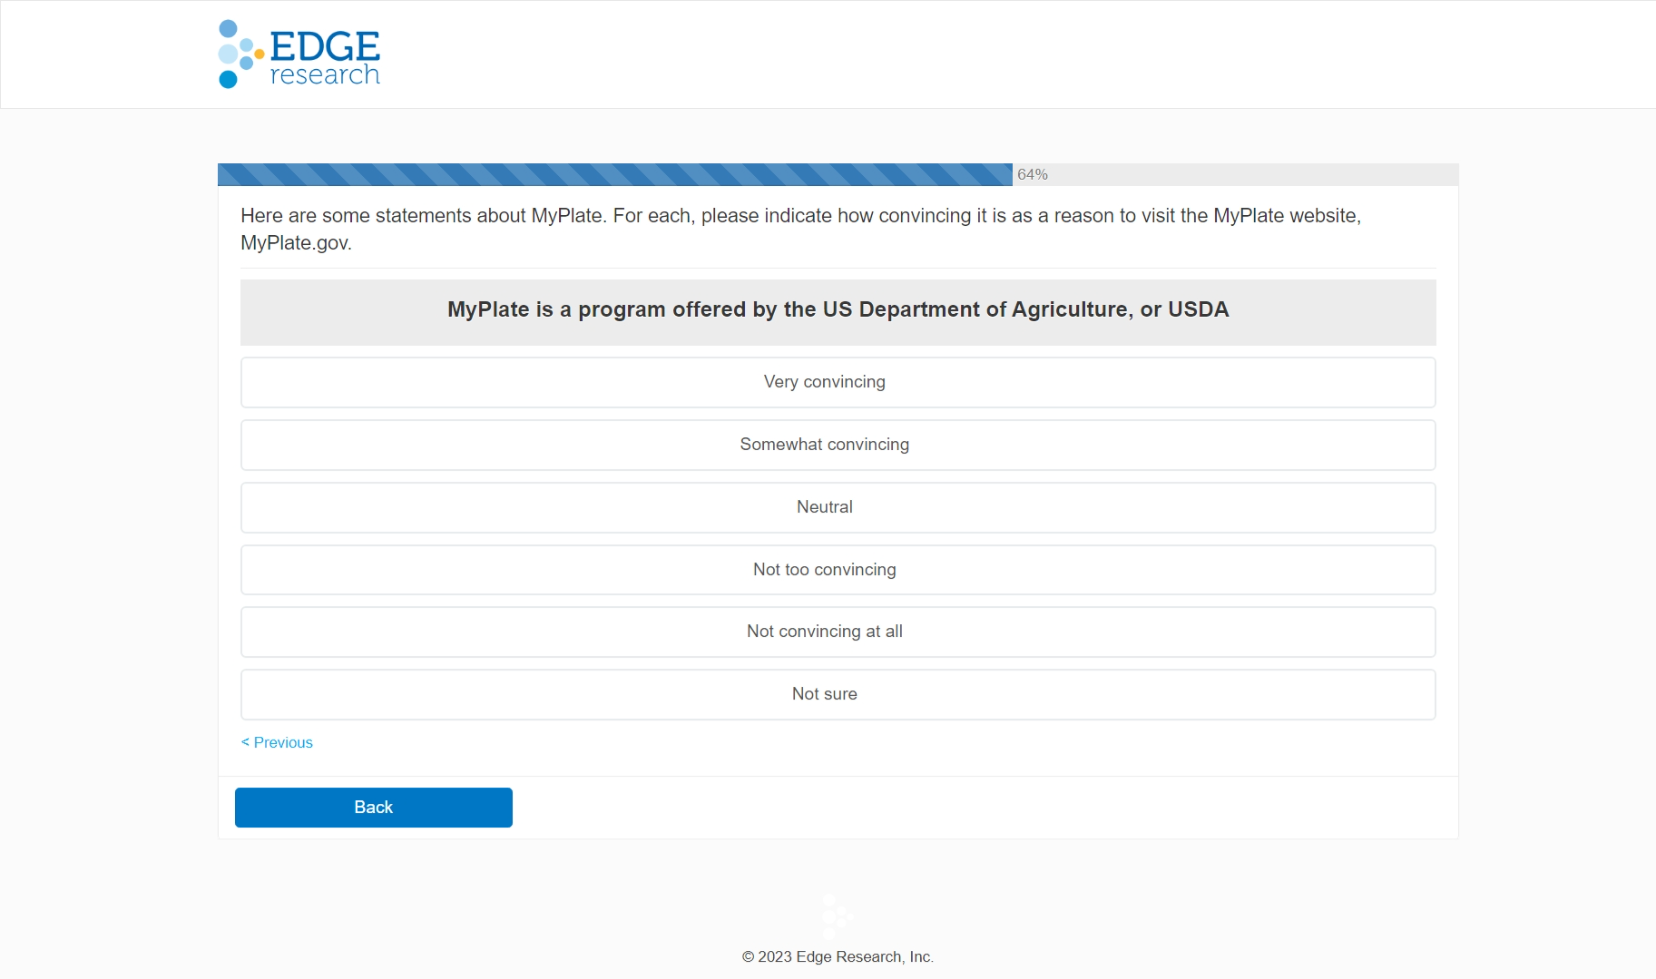 EDGE
research
64%
Here are some statements about MyPlate. For each, please indicate how convincing it is as a reason to visit the MyPlate website,
MyPlate.gov.
MyPlate is a program offered by the US Department of Agriculture, or USDA
Very convincing
Somewhat convincing
Neutral
Not too convincing
Not convincing at all
Not sure
< Previous
Back
© 2023 Edge Research, Inc.